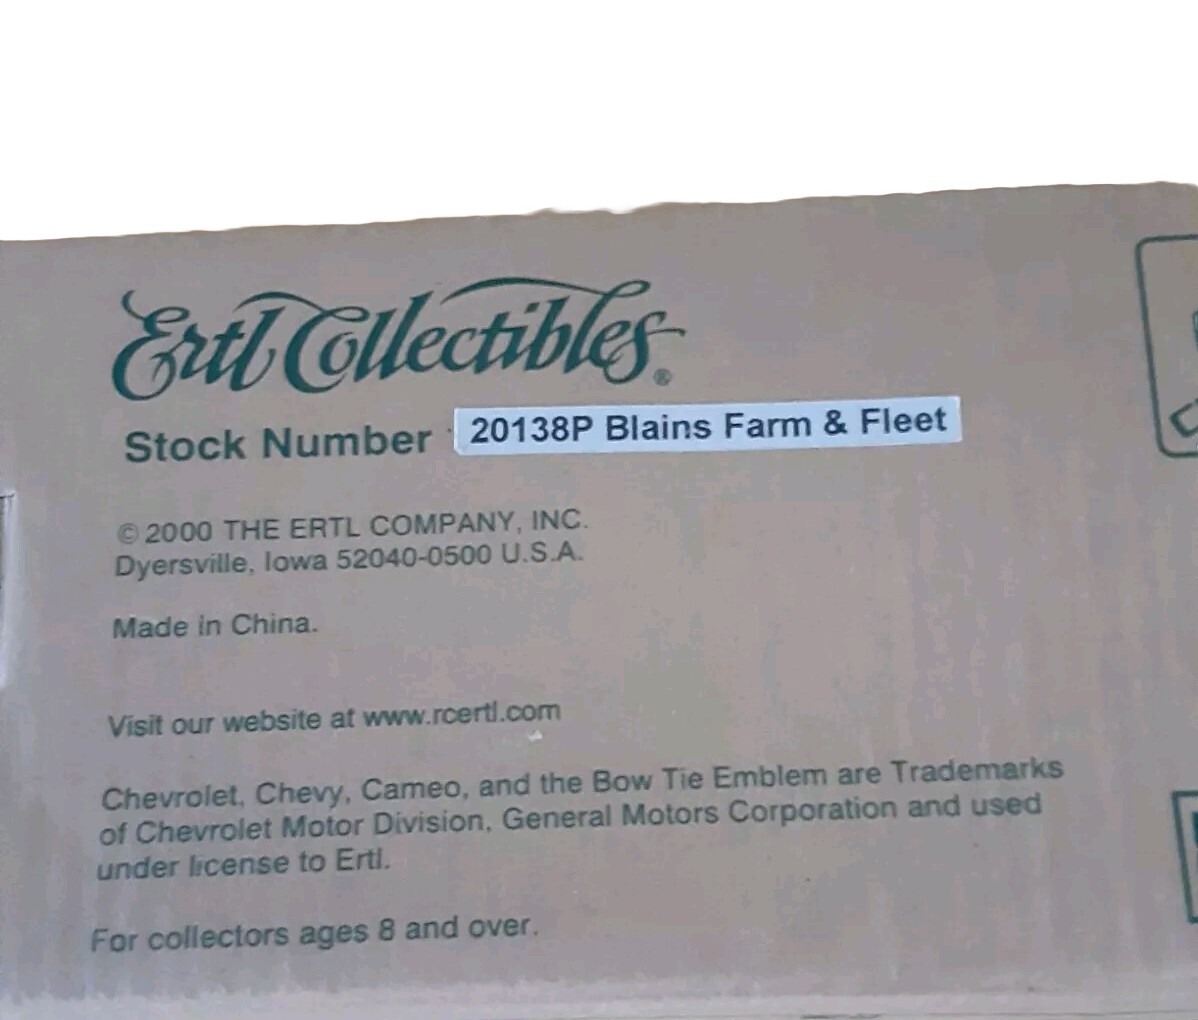 Ertl Collectibles®
Stock Number 20138P Blains Farm & Fleet
© 2000 THE ERTL COMPANY, INC.
Dyersville, Iowa 52040-0500 U.S.A.
Made in China.
Visit our website at www.rcertl.com
Chevrolet, Chevy, Cameo, and the Bow Tie Emblem are Trademarks
of Chevrolet Motor Division, General Motors Corporation and used
under license to Ertl.
For collectors ages 8 and over.